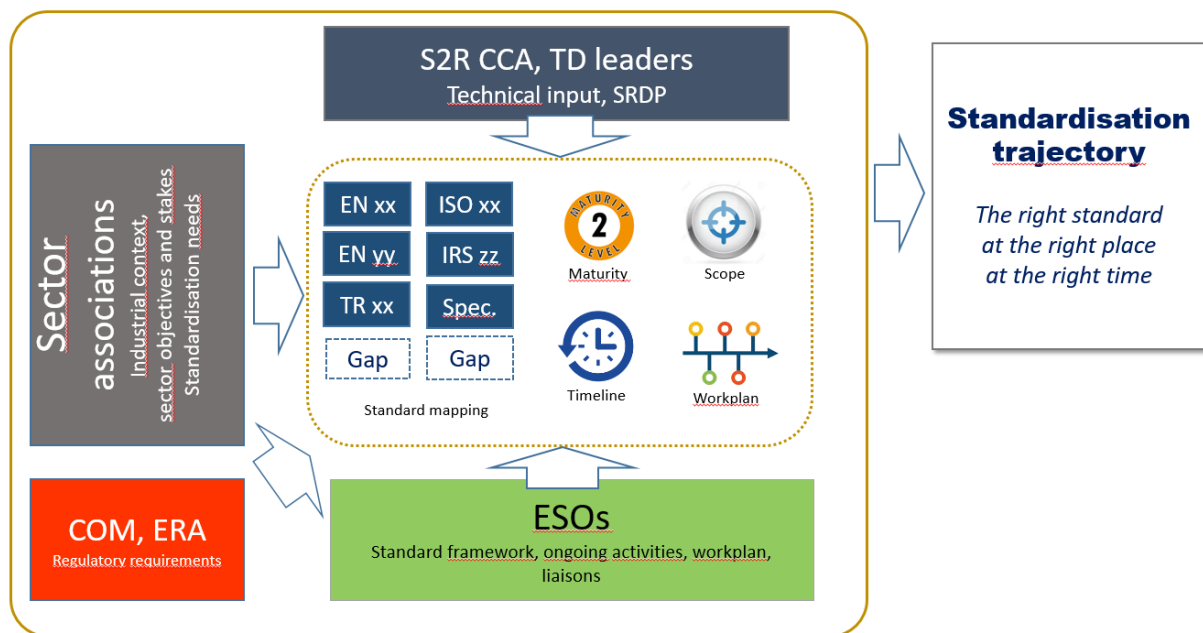 S2R CCA, TD leaders
Technical input, SRDP
Sector
associations
Industrial context,
sector objectives and stakes
Standardisation needs
EN xx
ISO xx
EN yy
IRS zz
TR xx
Spec.
Gap
Gap
Standard mapping
MATURITY
2
LEVEL
Maturity
Scope
Timeline
Workplan
COM, ERA
Regulatory requirements
ESOs
Standard framework, ongoing activities, workplan,
liaisons
Standardisation
trajectory
The right standard
at the right place
at the right time